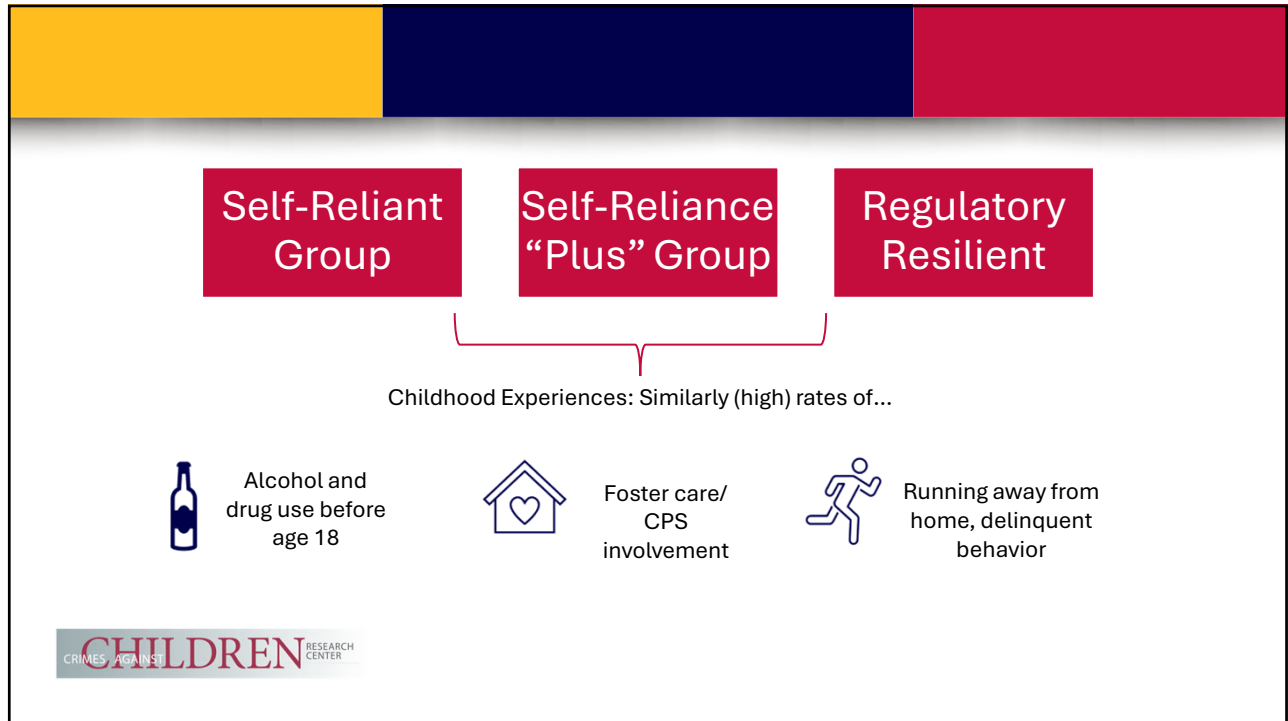 Self-Reliant
Group
Self-Reliance
“Plus” Group
Regulatory
Resilient
Childhood Experiences: Similarly (high) rates of...
Alcohol and
drug use before
age 18
Foster care/
CPS
involvement
Running away from
home, delinquent
behavior
CRIMES AGAINST CHILDREN RESEARCH
CENTER